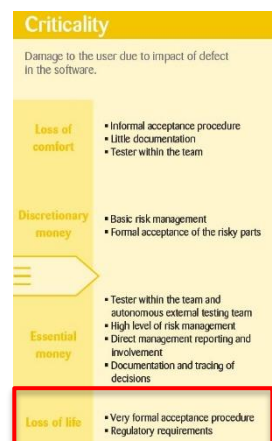 Criticality
Damage to the user due to impact of defect
in the software.
Loss of
comfort
▪ Informal acceptance procedure
▪ Little documentation
▪ Tester within the team
Discretionary
money
▪ Basic risk management
▪ Formal acceptance of the risky parts
Essential
money
▪ Tester within the team and
autonomous external testing team
▪ High level of risk management
▪ Direct management reporting and
involvement
▪ Documentation and tracing of
decisions
Loss of life
▪ Very formal acceptance procedure
▪ Regulatory requirements